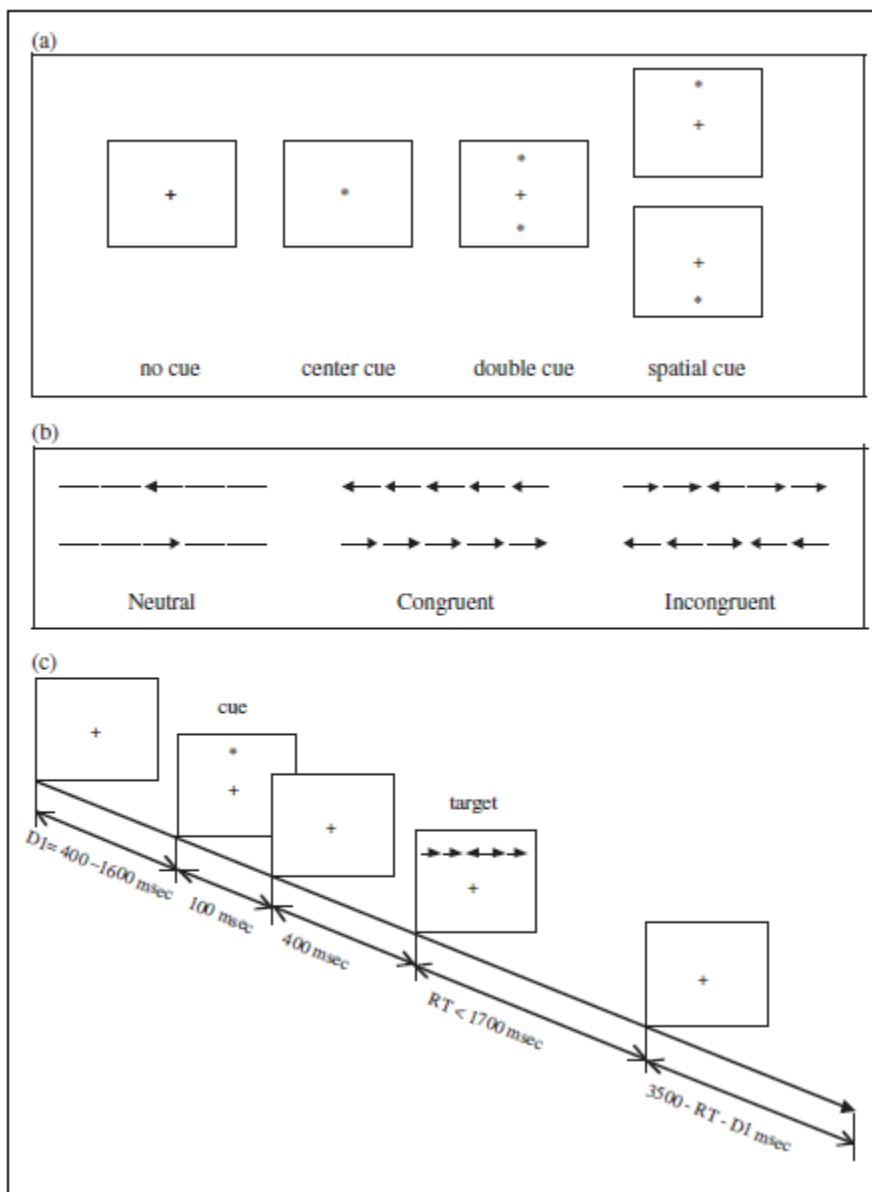 (a)
no cue center cue double cue spatial cue
(b)
Neutral Congruent Incongruent
(c)
cue
target
D1= 400 –1600 msec
100 msec
400 msec
RT < 1700 msec
3500 - RT - D1 msec